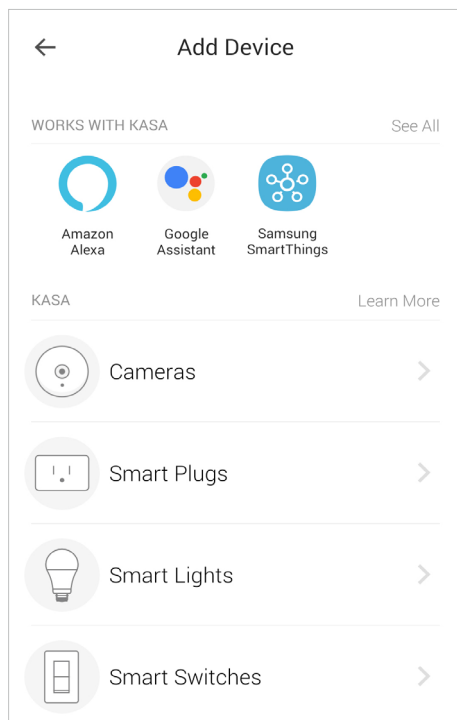 Add Device
WORKS WITH KASA See All
Amazon
Alexa
Google
Assistant
Samsung
SmartThings
KASA Learn More
Cameras
Smart Plugs
Smart Lights
Smart Switches